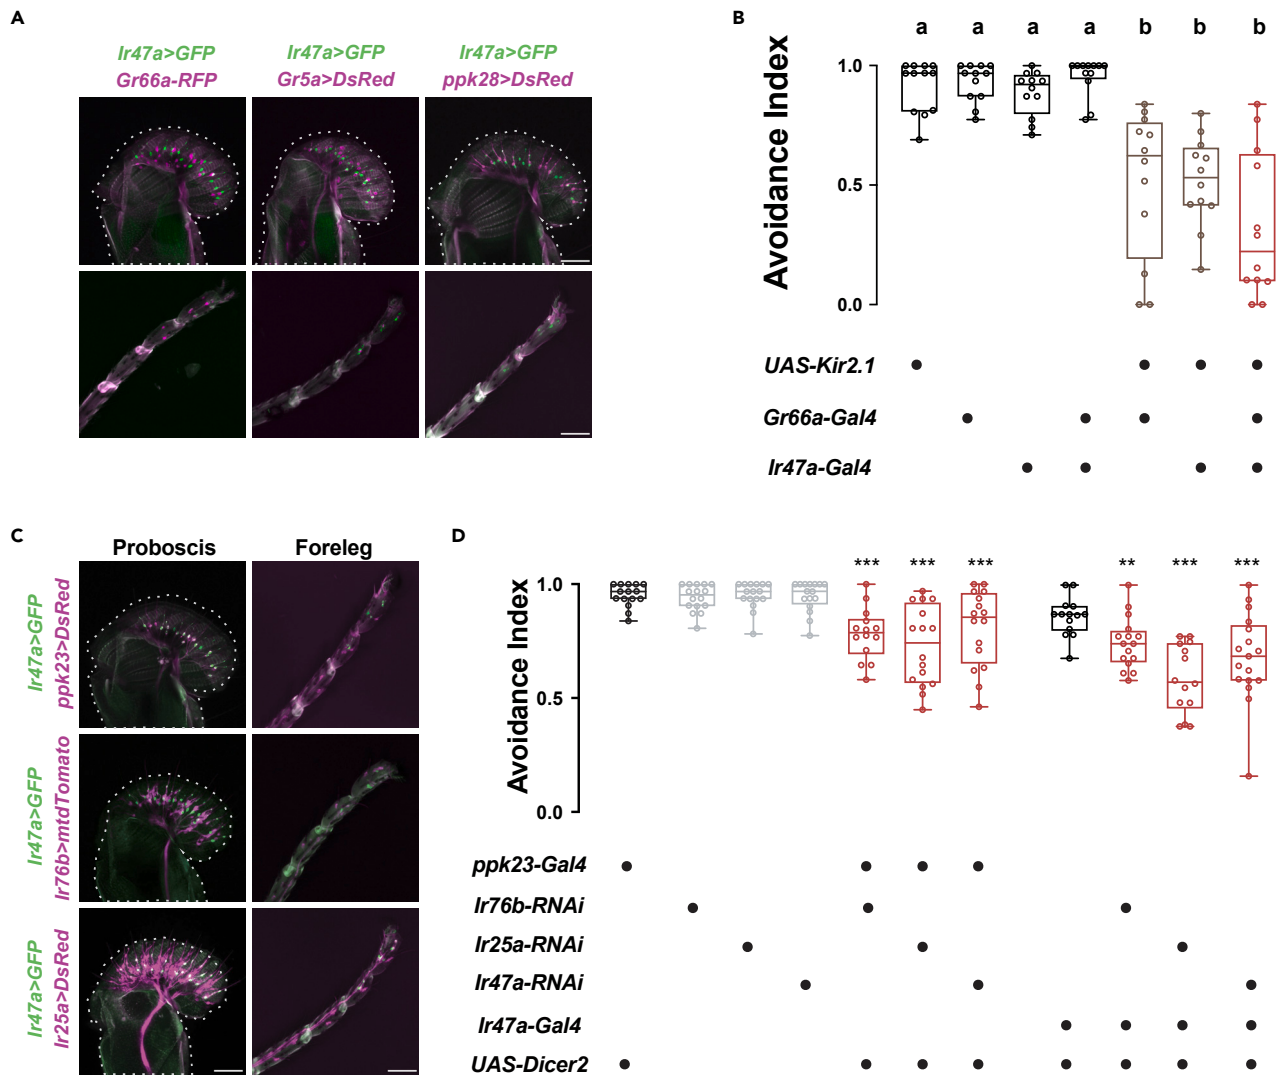 A
Ir47a>GFP
Gr66a-RFP
Ir47a>GFP
Gr5a>DsRed
Ir47a>GFP
ppk28>DsRed
B
a a a a b b b
Avoidance Index
1.0
0.5
0.0
UAS-Kir2.1
Gr66a-Gal4
Ir47a-Gal4
C
Proboscis
Foreleg
Ir47a>GFP
ppk23>DsRed
Ir47a>GFP
Ir76b>mtdTomato
Ir47a>GFP
Ir25a>DsRed
D
*** *** *** ** *** ***
Avoidance Index
1.0
0.5
0.0
ppk23-Gal4
Ir76b-RNAi
Ir25a-RNAi
Ir47a-RNAi
Ir47a-Gal4
UAS-Dicer2